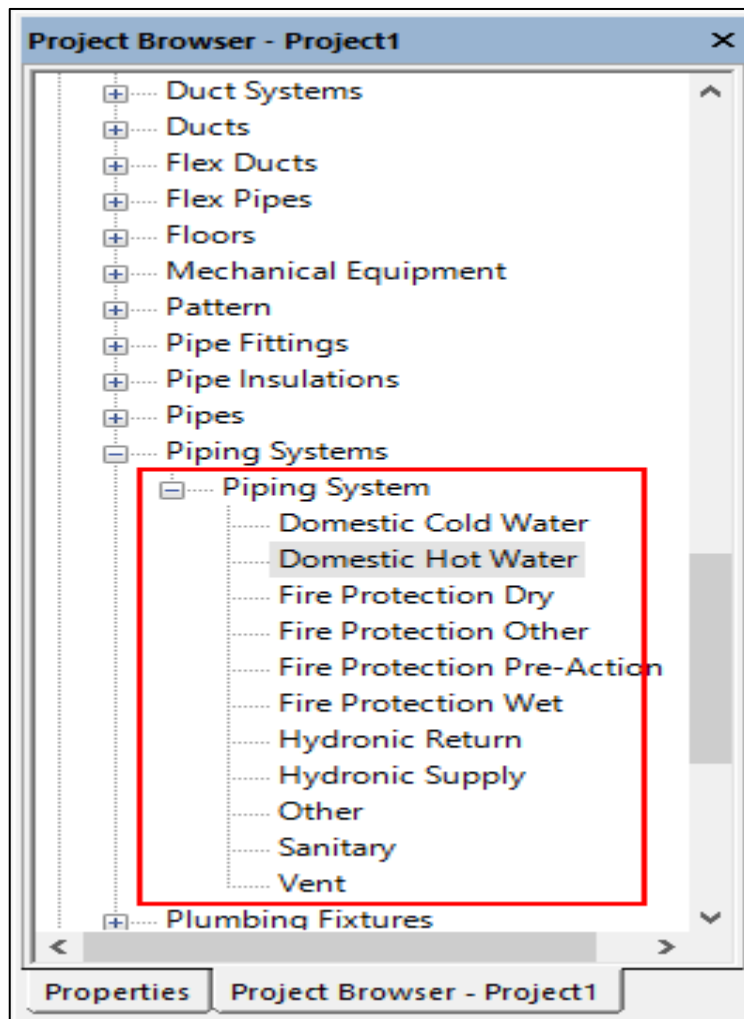 Project Browser - Project1
Duct Systems
Ducts
Flex Ducts
Flex Pipes
Floors
Mechanical Equipment
Pattern
Pipe Fittings
Pipe Insulations
Pipes
Piping Systems
Piping System
Domestic Cold Water
Domestic Hot Water
Fire Protection Dry
Fire Protection Other
Fire Protection Pre-Action
Fire Protection Wet
Hydronic Return
Hydronic Supply
Other
Sanitary
Vent
Plumbing Fixtures
Properties Project Browser - Project1